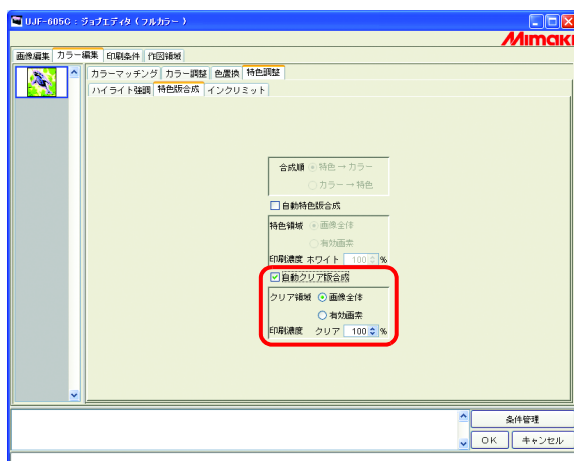 UJF-605C : ジョブエディタ ( フルカラー )
Mimaki
画像編集 カラー編集 印刷条件 作図領域
カラーマッチング カラー調整 色置換 特色調整
ハイライト強調 特色版合成 インクリミット
合成順 特色 → カラー
カラー → 特色
自動特色版合成
特色領域 画像全体
有効画素
印刷濃度 ホワイト 100 %
自動クリア版合成
クリア領域 画像全体
有効画素
印刷濃度 クリア 100 %
条件管理
OK キャンセル